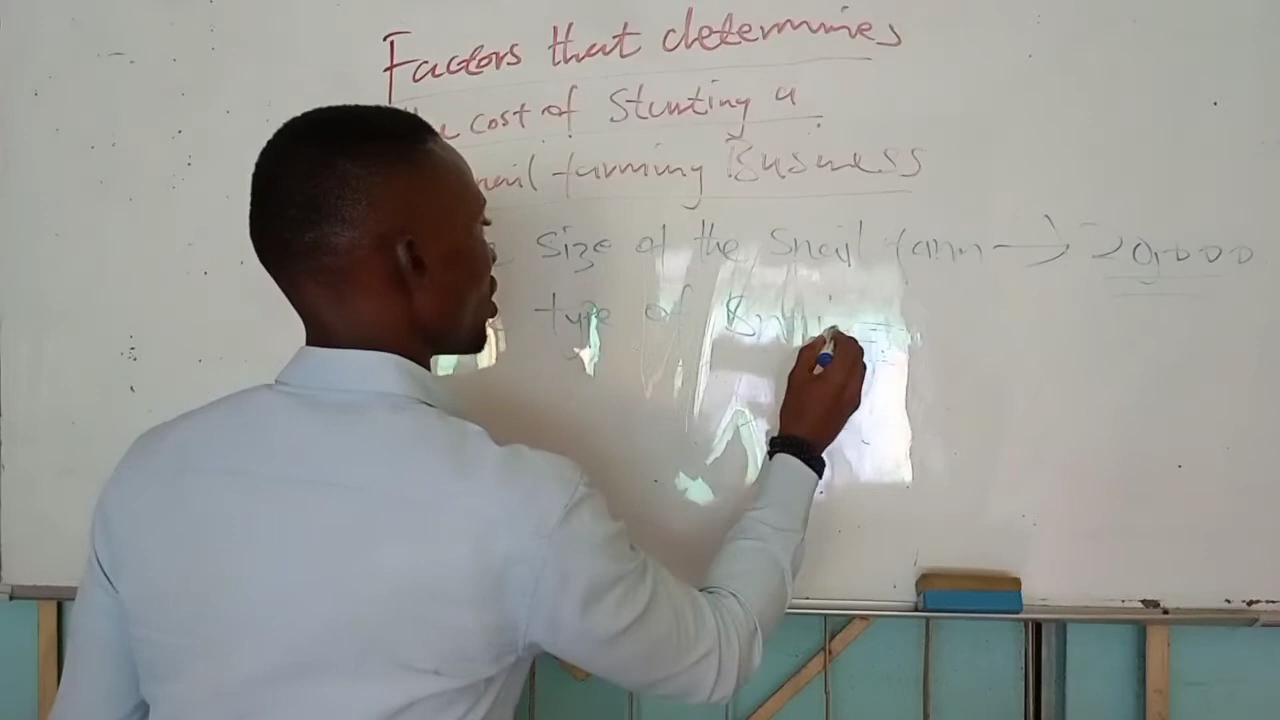 Factors that determines
cost of Starting a
farming Business
size of the Snail farm → 20,000
type of